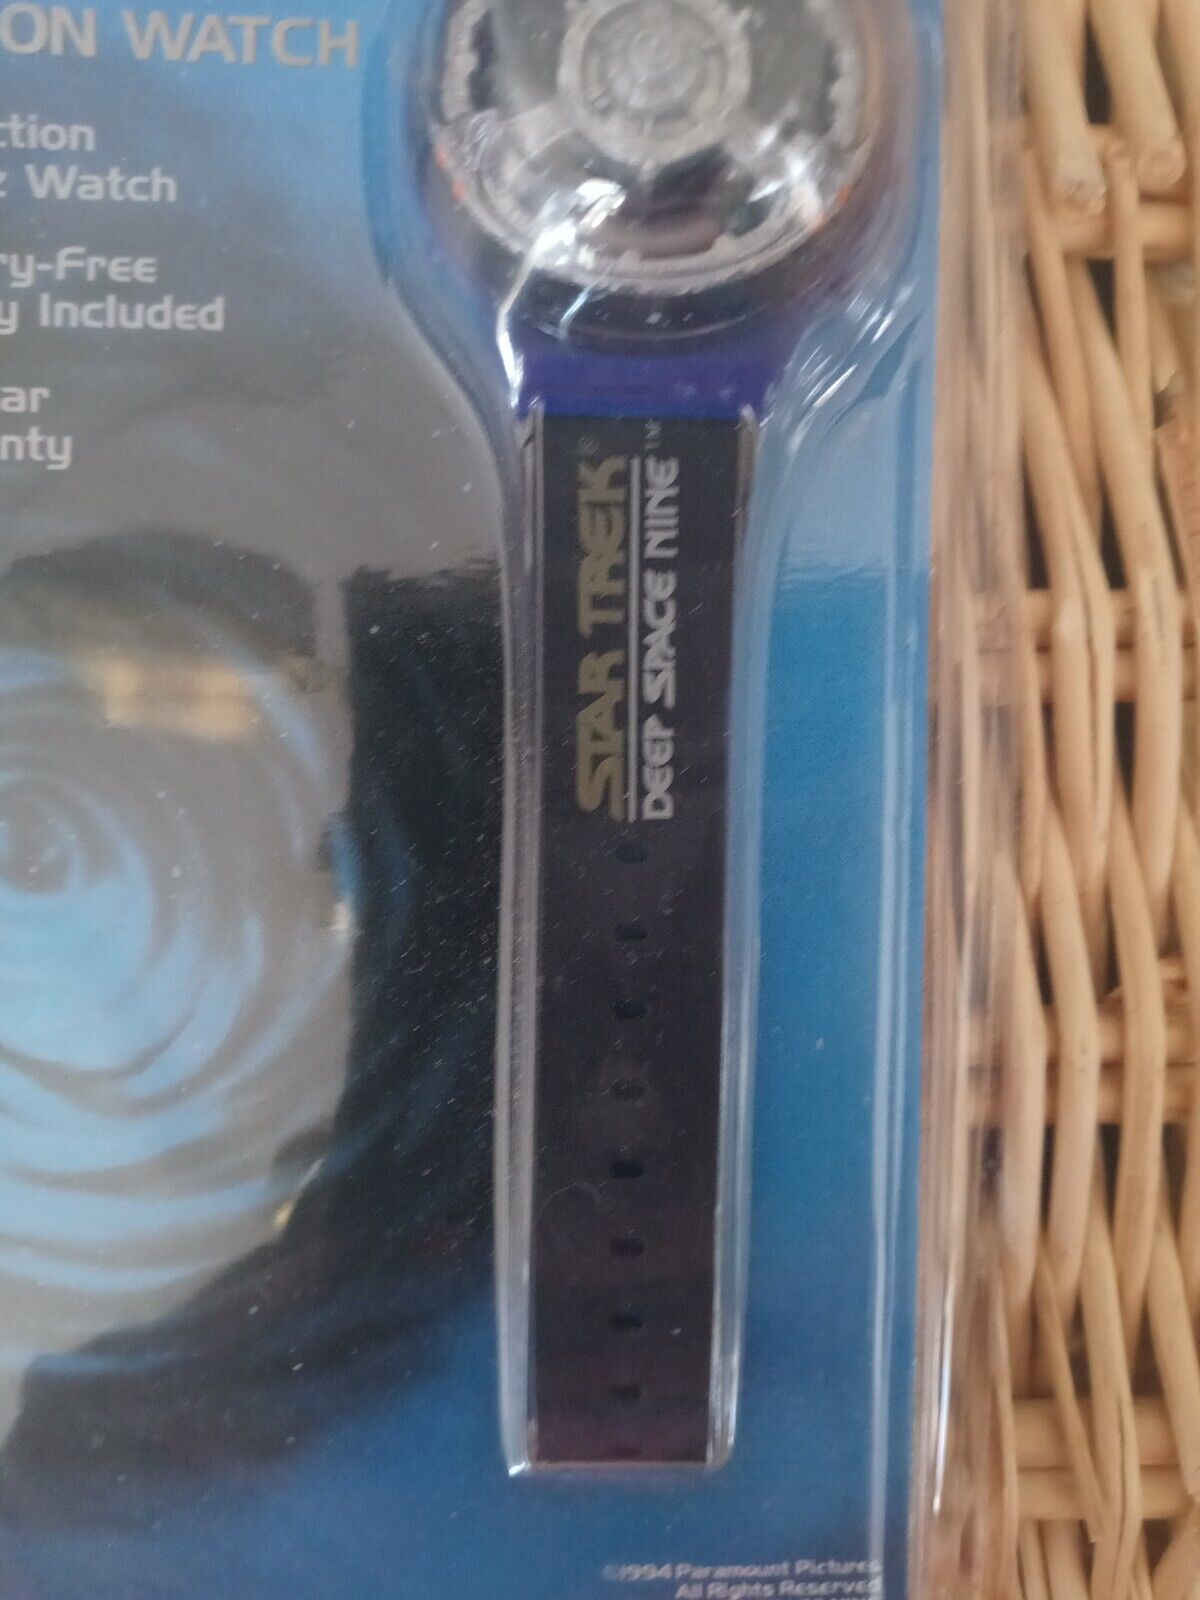 ON WATCH
ction
z Watch
ry-Free
y Included
ar
nty
STAR TREK®
DEEP SPACE NINE™
©1994 Paramount Pictures
All Rights Reserved